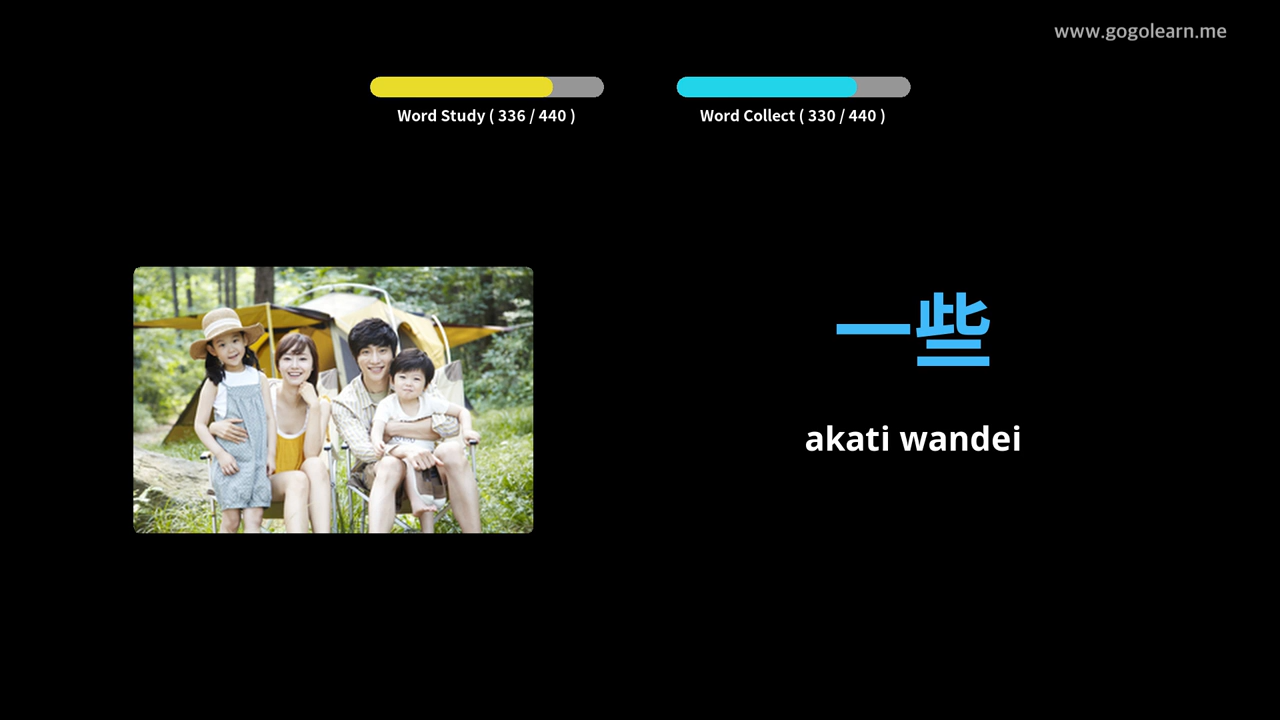 www.gogolearn.me
Word Study ( 336 / 440 )
Word Collect ( 330 / 440 )
一些
akati wandei